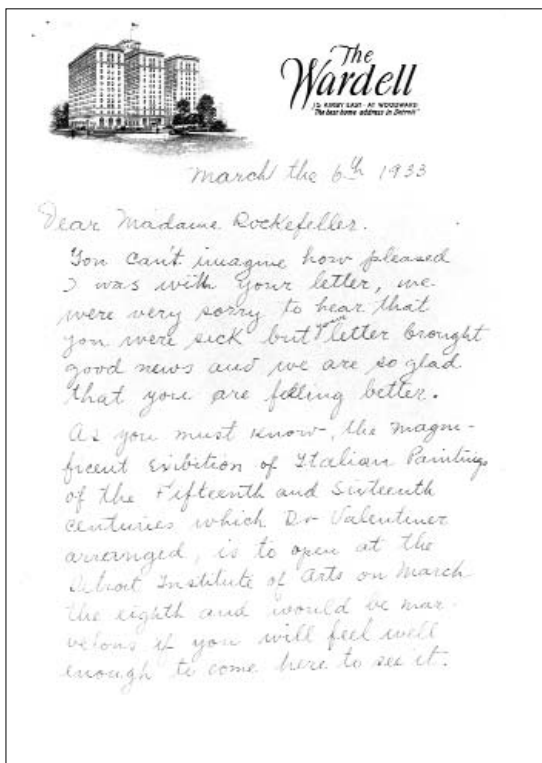 The
Wardell
15 KIRBY EAST - AT WOODWARD
"The best home address in Detroit"
March the 6th 1933
Dear Madame Rockefeller.
You can't imagine how pleased
I was with your letter, we
were very sorry to hear that
you were sick but your letter brought
good news and we are so glad
that you are feeling better.
As you must know, the magni-
ficent Exibition of Italian Paintings
of the Fifteenth and Sixteenth
centuries which Dr Valentiner
arranged, is to open at the
Detroit Institute of Arts on March
the eighth and would be mar-
velous if you will feel well
enough to come here to see it.